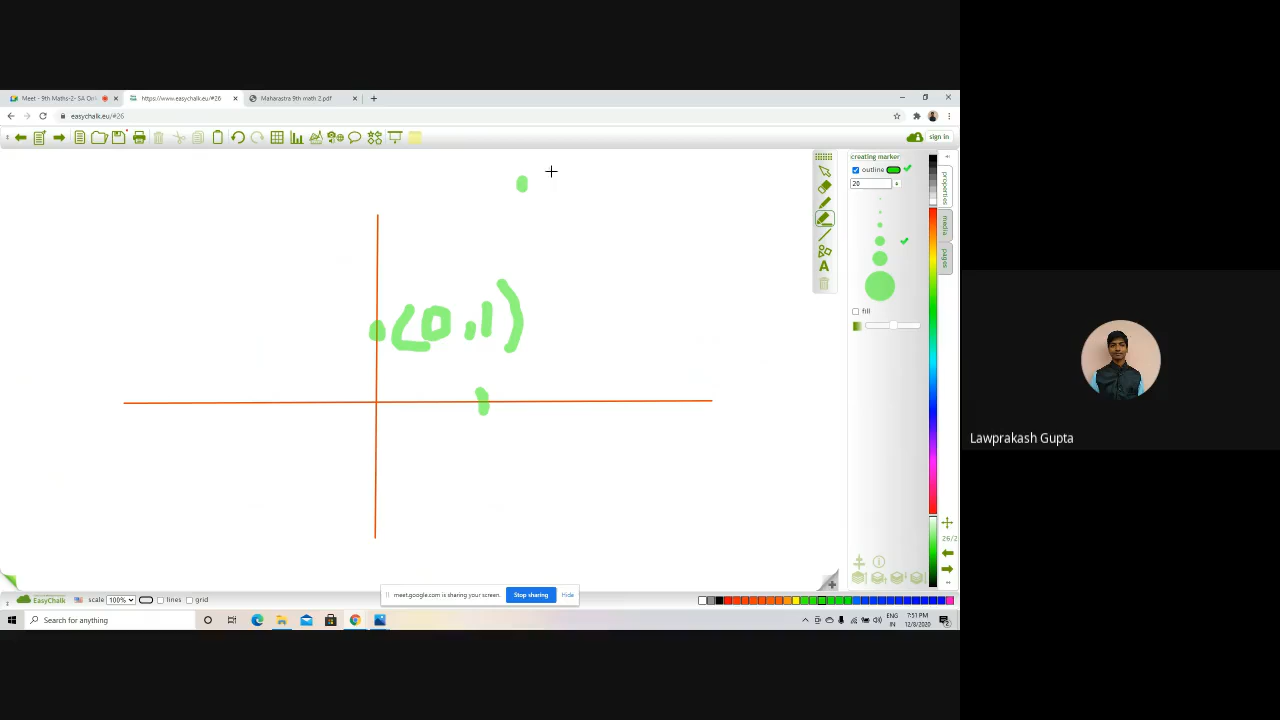 Meet - 9th Maths-2- SA Onl
https://www.easychalk.eu/#26
Maharastra 9th math 2.pdf
easychalk.eu/#26
sign in
creating marker
outline
20
fill
properties
media
pages
(0,1)
Lawprakash Gupta
26/2
meet.google.com is sharing your screen.
Stop sharing
Hide
EasyChalk
scale
100%
lines
grid
Search for anything
ENG
IN
7:51 PM
12/8/2020